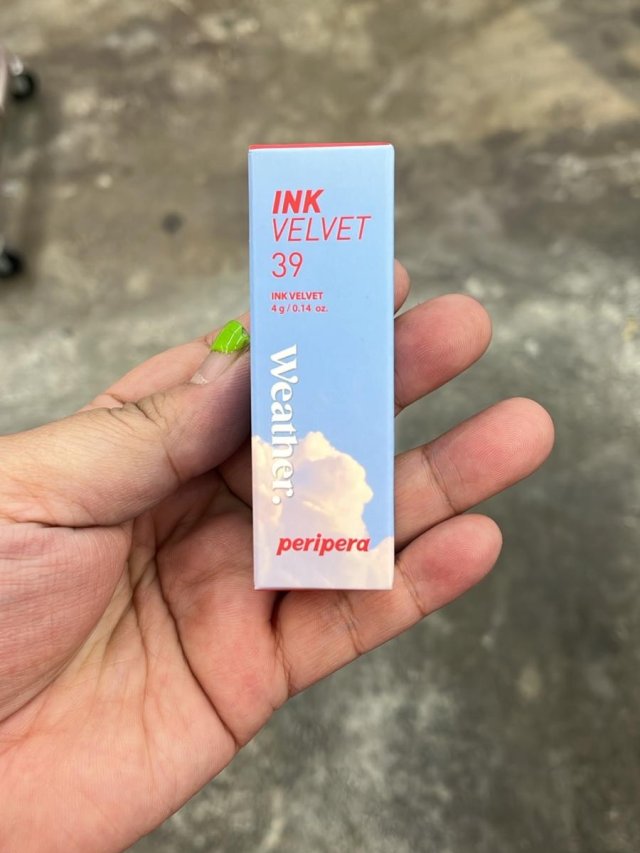 INK
VELVET
39
INK VELVET
4 g / 0.14 oz.
Weather.
peripera